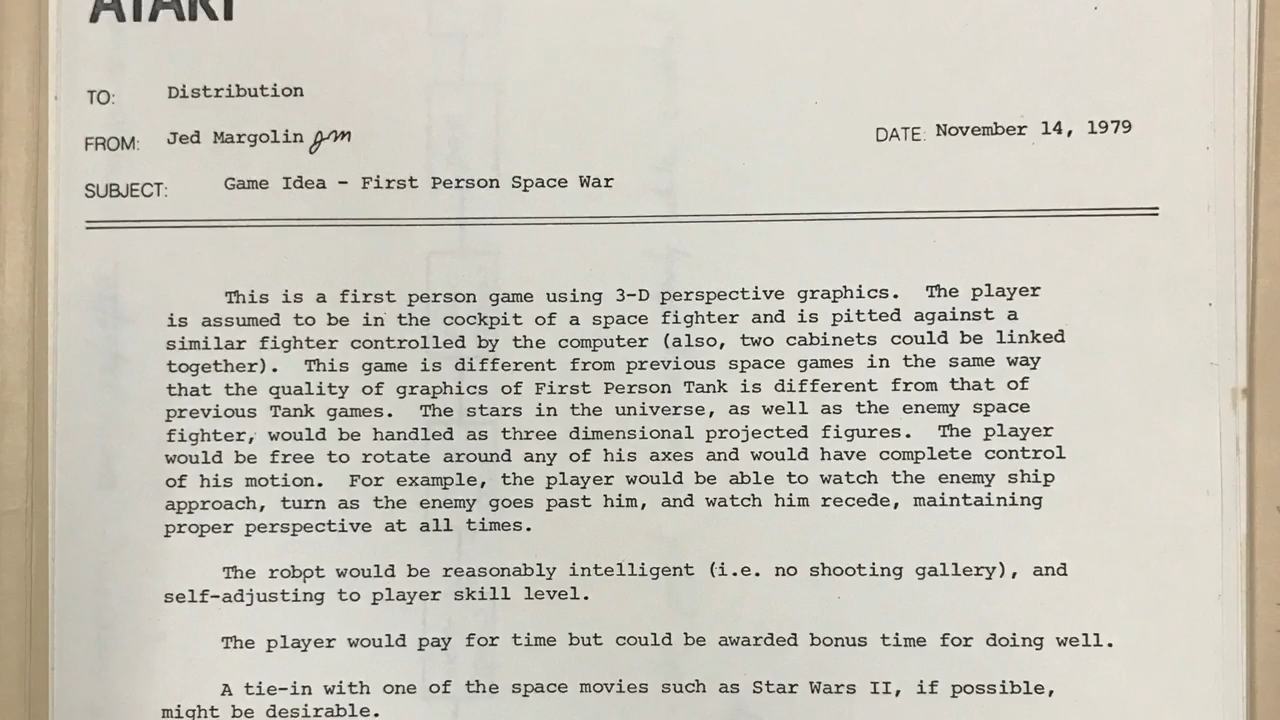 ATARI
TO: Distribution
FROM: Jed Margolin jm
DATE: November 14, 1979
SUBJECT: Game Idea - First Person Space War
This is a first person game using 3-D perspective graphics. The player
is assumed to be in the cockpit of a space fighter and is pitted against a
similar fighter controlled by the computer (also, two cabinets could be linked
together). This game is different from previous space games in the same way
that the quality of graphics of First Person Tank is different from that of
previous Tank games. The stars in the universe, as well as the enemy space
fighter, would be handled as three dimensional projected figures. The player
would be free to rotate around any of his axes and would have complete control
of his motion. For example, the player would be able to watch the enemy ship
approach, turn as the enemy goes past him, and watch him recede, maintaining
proper perspective at all times.
The robpt would be reasonably intelligent (i.e. no shooting gallery), and
self-adjusting to player skill level.
The player would pay for time but could be awarded bonus time for doing well.
A tie-in with one of the space movies such as Star Wars II, if possible,
might be desirable.